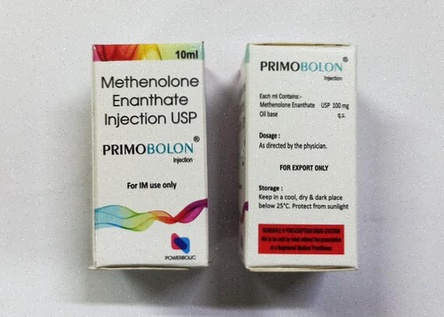 10ml
Methenolone
Enanthate
Injection USP
PRIMOBOLON®
Injection
For IM use only
POWERBOLIC
PRIMOBOLON®
Injection
Each ml Contains:-
Methenolone Enanthate USP 100 mg
Oil base q.s.
Dosage :
As directed by the physician.
FOR EXPORT ONLY
Storage :
Keep in a cool, dry & dark place
below 25°C. Protect from sunlight